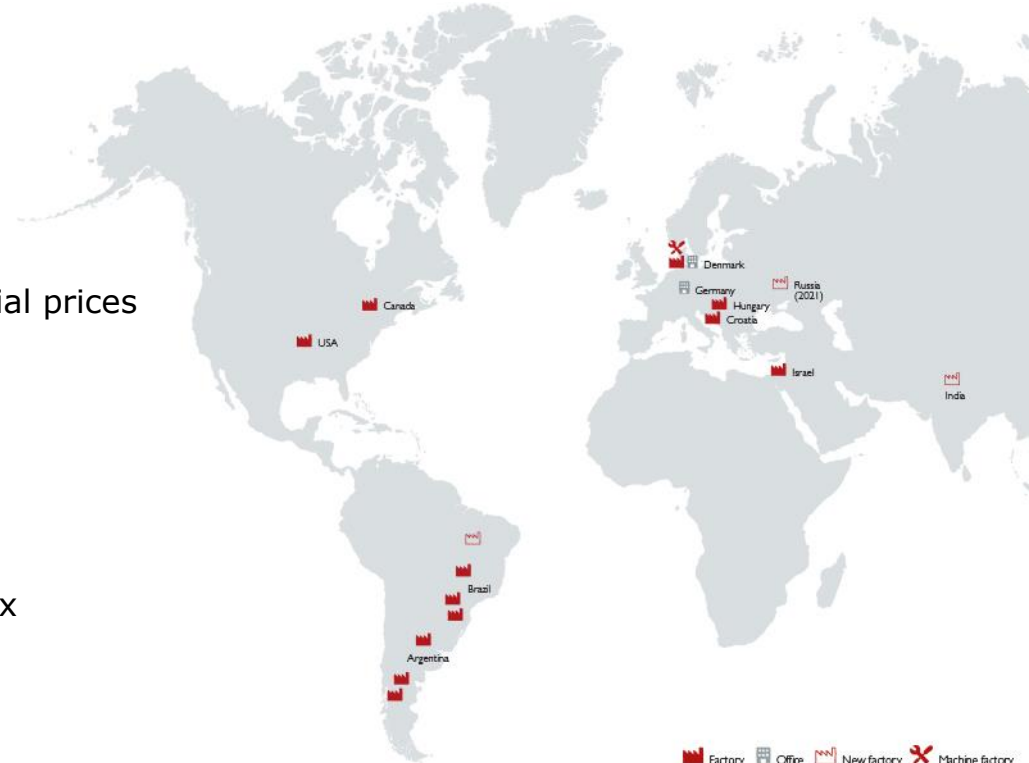 Denmark
Germany
Russia
(2021)
Hungary
Croatia
Canada
ial prices
USA
Israel
India
x
Brazil
Argentina
Factory Office New factory Machine factory